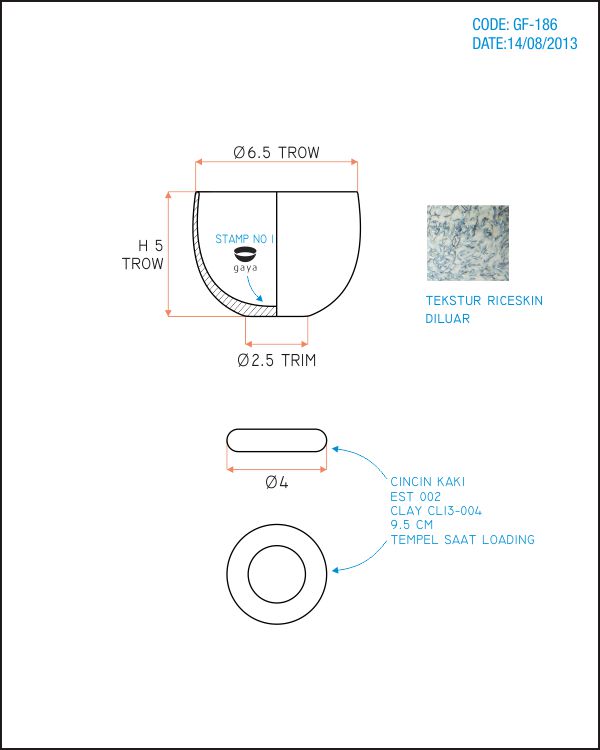 CODE: GF-186
DATE:14/08/2013
Ø6.5 TROW
H 5
TROW
STAMP NO 1
gaya
TEKSTUR RICESKIN
DILUAR
Ø2.5 TRIM
Ø4
CINCIN KAKI
EST 002
CLAY CL13-004
9.5 CM
TEMPEL SAAT LOADING